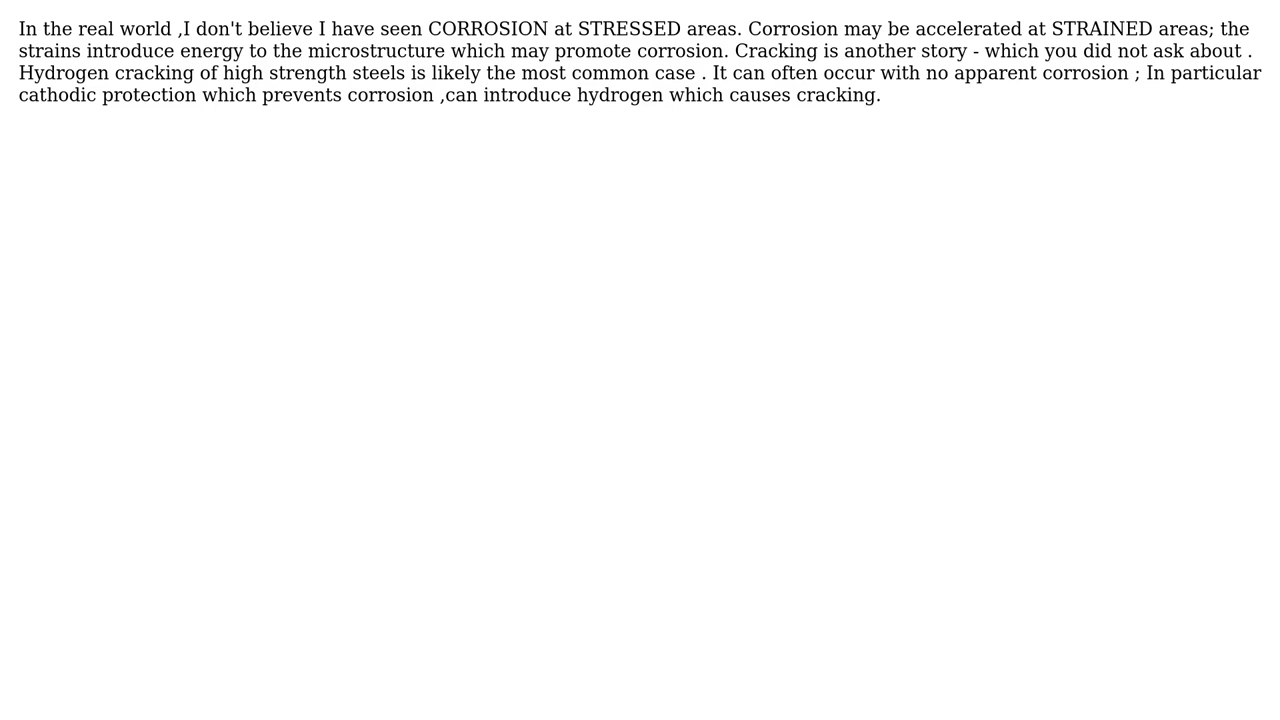 In the real world ,I don't believe I have seen CORROSION at STRESSED areas. Corrosion may be accelerated at STRAINED areas; the
strains introduce energy to the microstructure which may promote corrosion. Cracking is another story - which you did not ask about .
Hydrogen cracking of high strength steels is likely the most common case . It can often occur with no apparent corrosion ; In particular
cathodic protection which prevents corrosion ,can introduce hydrogen which causes cracking.